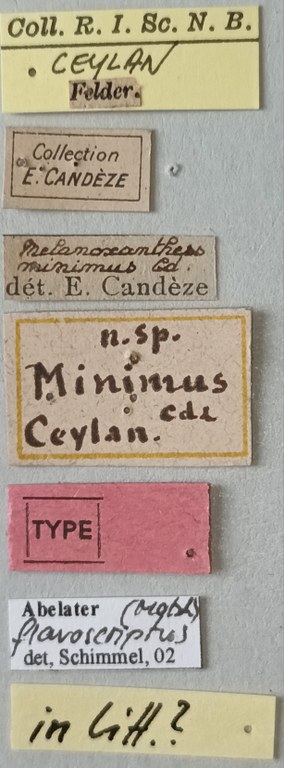 Coll. R. I. Sc. N. B.
. CEYLAN
Felder.
Collection
E. CANDÈZE
Melanoxanthus
minimus Cd.
dét. E. Candèze
n. sp.
Minimus
cdz
Ceylan.
TYPE
Abelater
flavoscriptus
det, Schimmel, 02
in litt.?